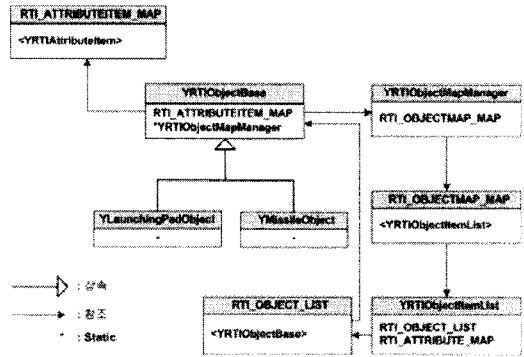 RTI_ATTRIBUTEITEM_MAP
<YRTIAttributeItem>
YRTIObjectBase
RTI_ATTRIBUTEITEM_MAP
*YRTIObjectMapManager
YRTIObjectMapManager
RTI_OBJECTMAP_MAP
RTI_OBJECTMAP_MAP
<YRTIObjectItemList>
YLaunchingPadObject
-
YMissileObject
-
RTI_OBJECT_LIST
<YRTIObjectBase>
YRTIObjectItemList
RTI_OBJECT_LIST
RTI_ATTRIBUTE_MAP
: 상속
: 참조
* : Static